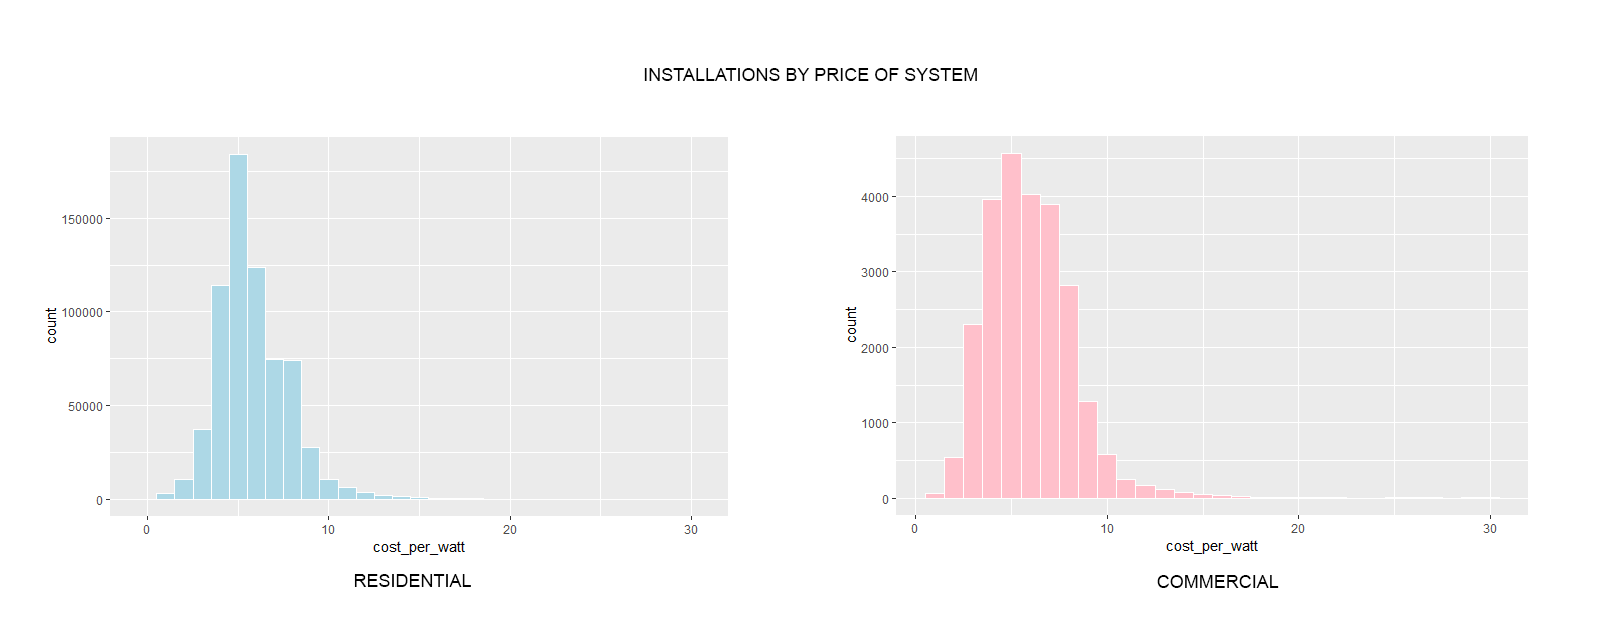 INSTALLATIONS BY PRICE OF SYSTEM
150000
100000
50000
0
count
0
10
20
30
cost_per_watt
RESIDENTIAL
4000
3000
2000
1000
0
count
0
10
20
30
cost_per_watt
COMMERCIAL